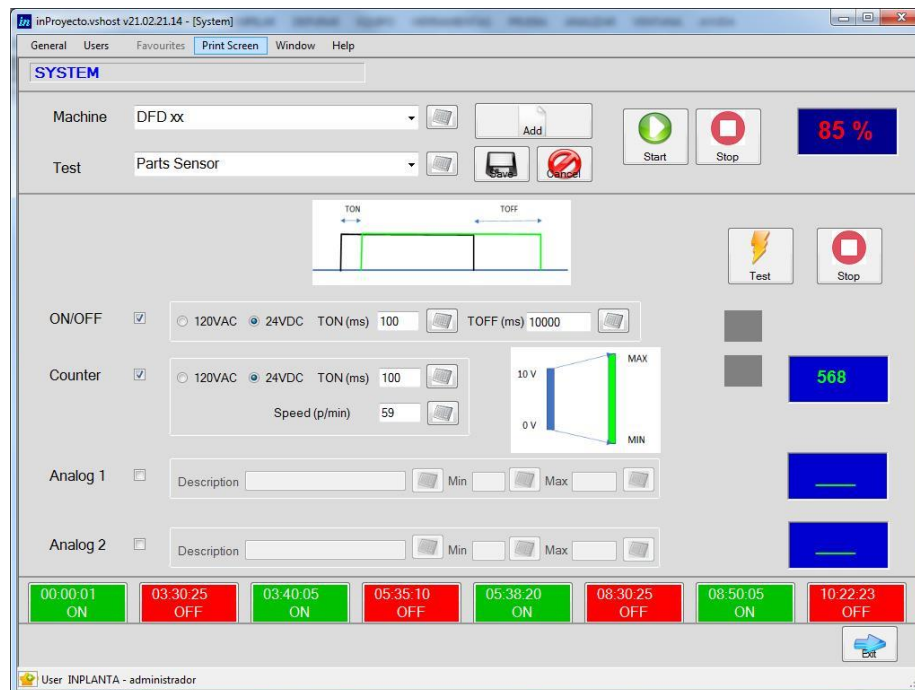 in inProyecto.vshost v21.02.21.14 - [System]
General Users Favourites Print Screen Window Help
SYSTEM
Machine DFD xx Add Start Stop 85 %
Test Parts Sensor Save Cancel
TON TOFF
Test Stop
ON/OFF 120VAC 24VDC TON (ms) 100 TOFF (ms) 10000
Counter 120VAC 24VDC TON (ms) 100 568
Speed (p/min) 59
MAX
10 V
0 V
MIN
Analog 1 Description Min Max
Analog 2 Description Min Max
00:00:01 03:30:25 03:40:05 05:35:10 05:38:20 08:30:25 08:50:05 10:22:23
ON OFF ON OFF ON OFF ON OFF
Exit
User INPLANTA - administrador